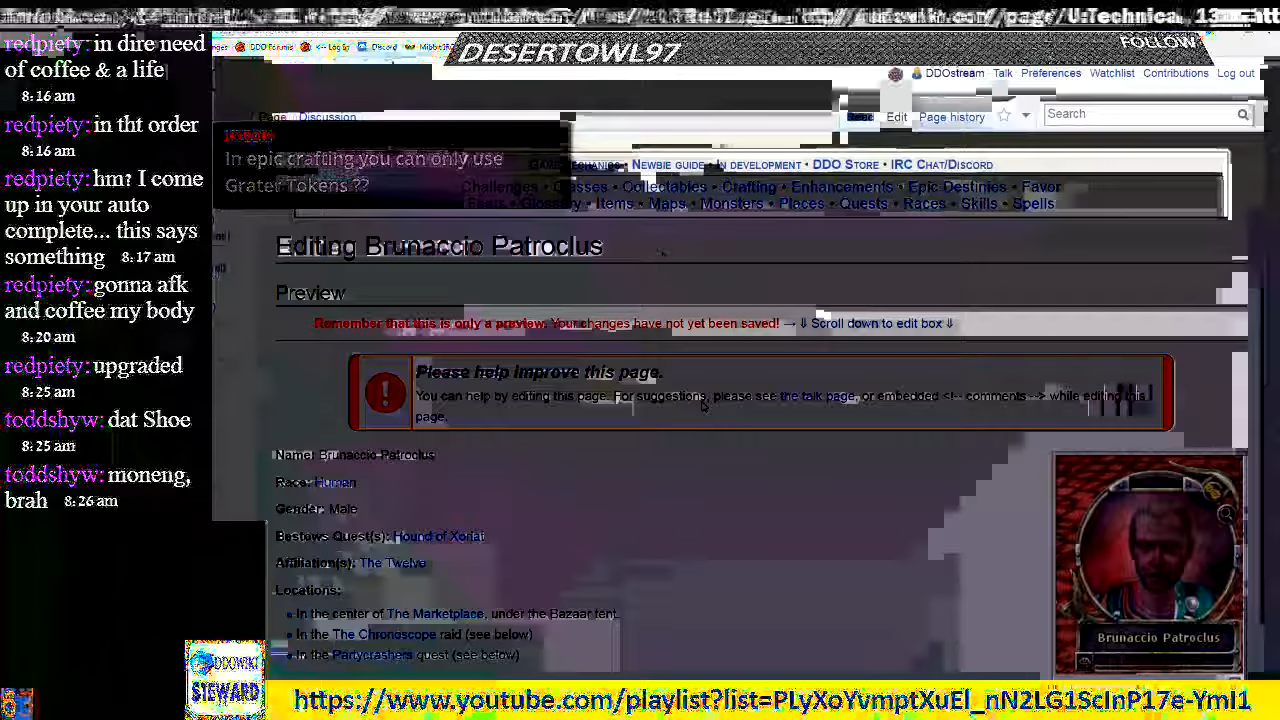 redpiety: in dire need
of coffee & a life
8:16 am
redpiety: in tht order
8:16 am
redpiety: hm? I come
up in your auto
complete... this says
something 8:17 am
redpiety: gonna afk
and coffee my body
8:20 am
redpiety: upgraded
8:25 am
toddshyw: dat Shoe
8:25 am
toddshyw: moneng,
brah 8:26 am
DDO Forums Log In Discord
DESERTOWL97
FOLLOW
DDOstream Talk Preferences Watchlist Contributions Log out
Page Discussion Read Edit Page history Search
In epic crafting you can only use
Grater Tokens ??
Newbie guide • In development • DDO Store • IRC Chat/Discord
Challenges • Classes • Collectables • Crafting • Enhancements • Epic Destinies • Favor
Feats • Glossary • Items • Maps • Monsters • Places • Quests • Races • Skills • Spells
Editing Brunaccio Patroclus
Preview
Remember that this is only a preview. Your changes have not yet been saved! → ⇓ Scroll down to edit box ⇓
Please help improve this page.
You can help by editing this page. For suggestions, please see the talk page, or embedded <!-- comments --> while editing this
page.
Name: Brunaccio Patroclus
Race: Human
Gender: Male
Bestows Quest(s): Hound of Xoriat
Affiliation(s): The Twelve
Locations:
• In the center of The Marketplace, under the Bazaar tent.
• In the The Chronoscope raid (see below)
• In the Partycrashers quest (see below)
Brunaccio Patroclus
DDOWIKI
STEWARD
https://www.youtube.com/playlist?list=PLyXoYvmptXuEl_nN2LG1ScInP17e-YmI1